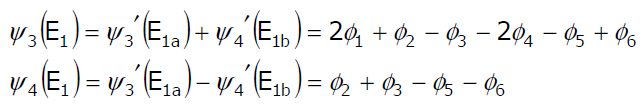 ψ₃(E₁) = ψ₃′(E₁ₐ) + ψ₄′(E₁b) = 2ϕ₁ + ϕ₂ − ϕ₃ − 2ϕ₄ − ϕ₅ + ϕ₆
ψ₄(E₁) = ψ₃′(E₁ₐ) − ψ₄′(E₁b) = ϕ₂ + ϕ₃ − ϕ₅ − ϕ₆